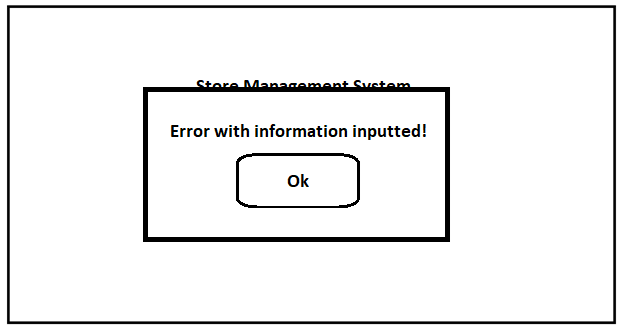 Store Management System
Error with information inputted!
Ok